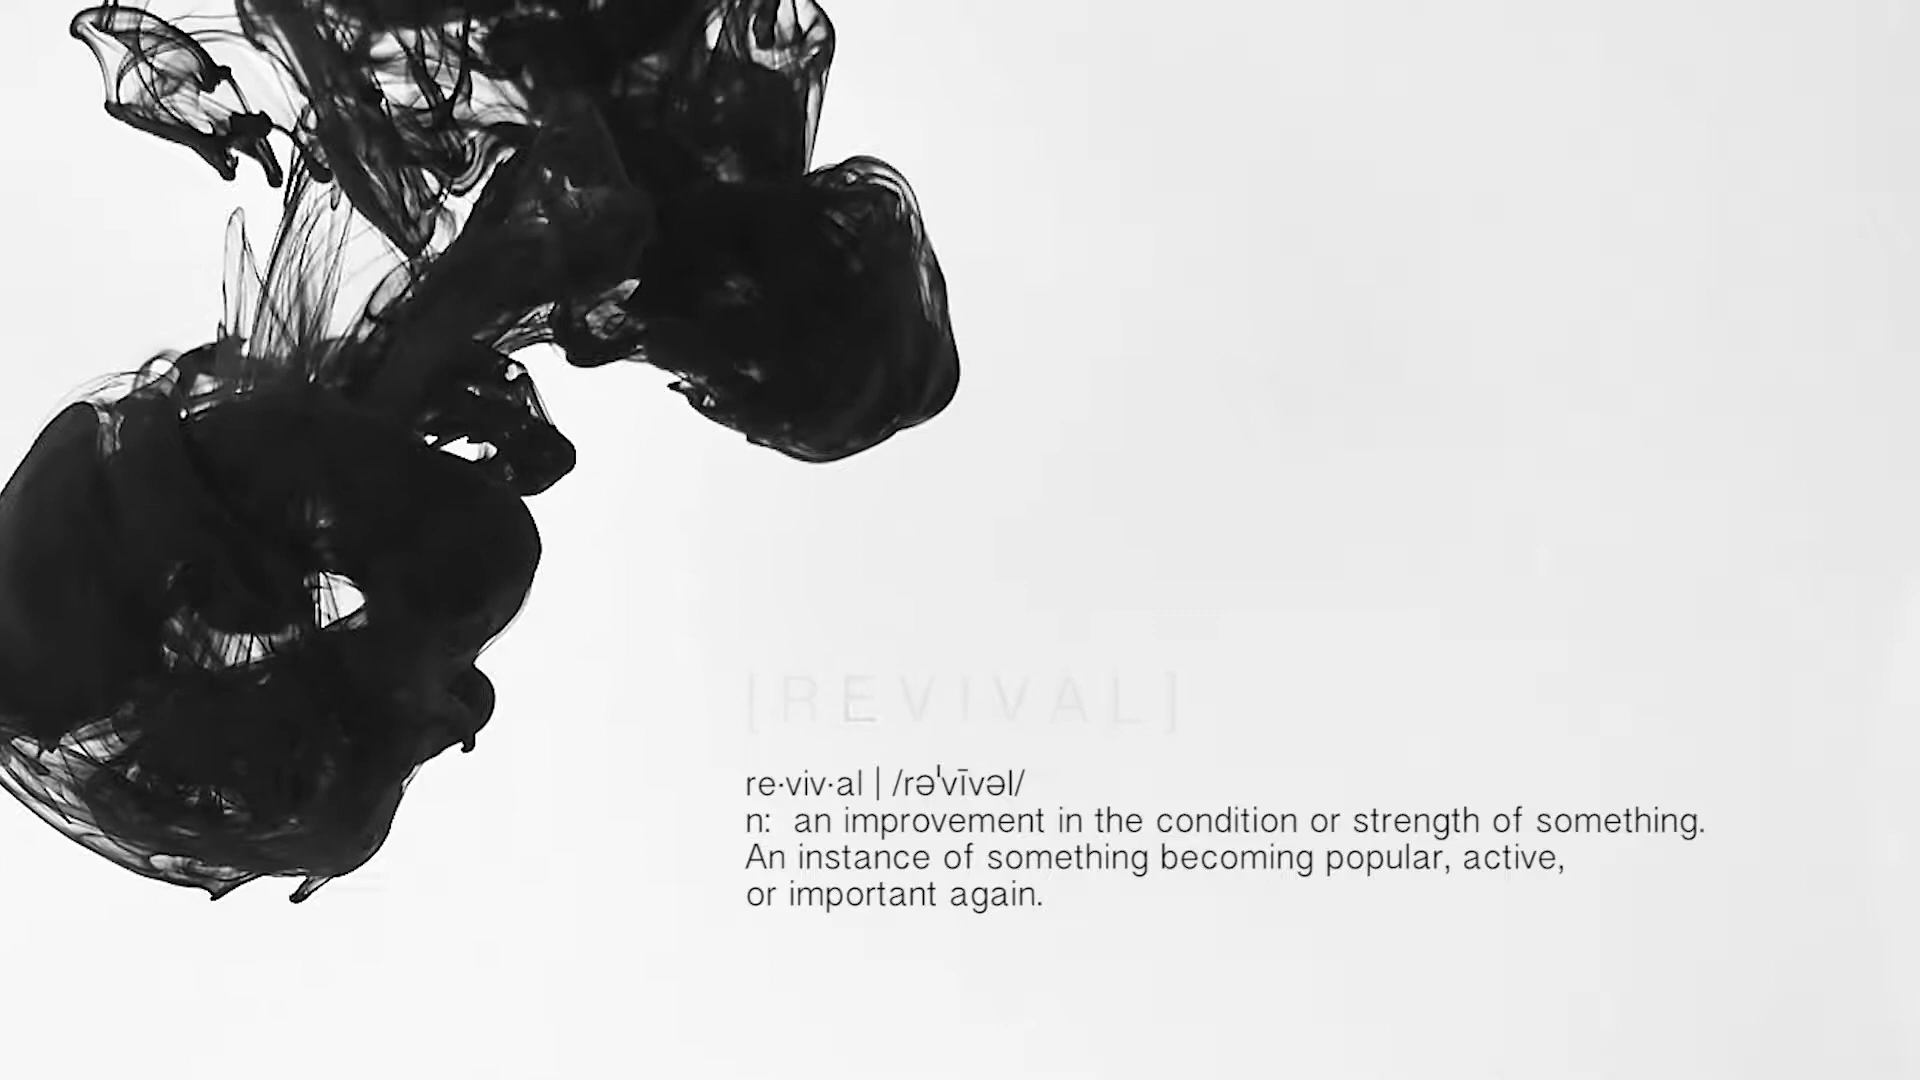 [REVIVAL]
re·viv·al | /rəˈvīvəl/
n:  an improvement in the condition or strength of something.
An instance of something becoming popular, active,
or important again.